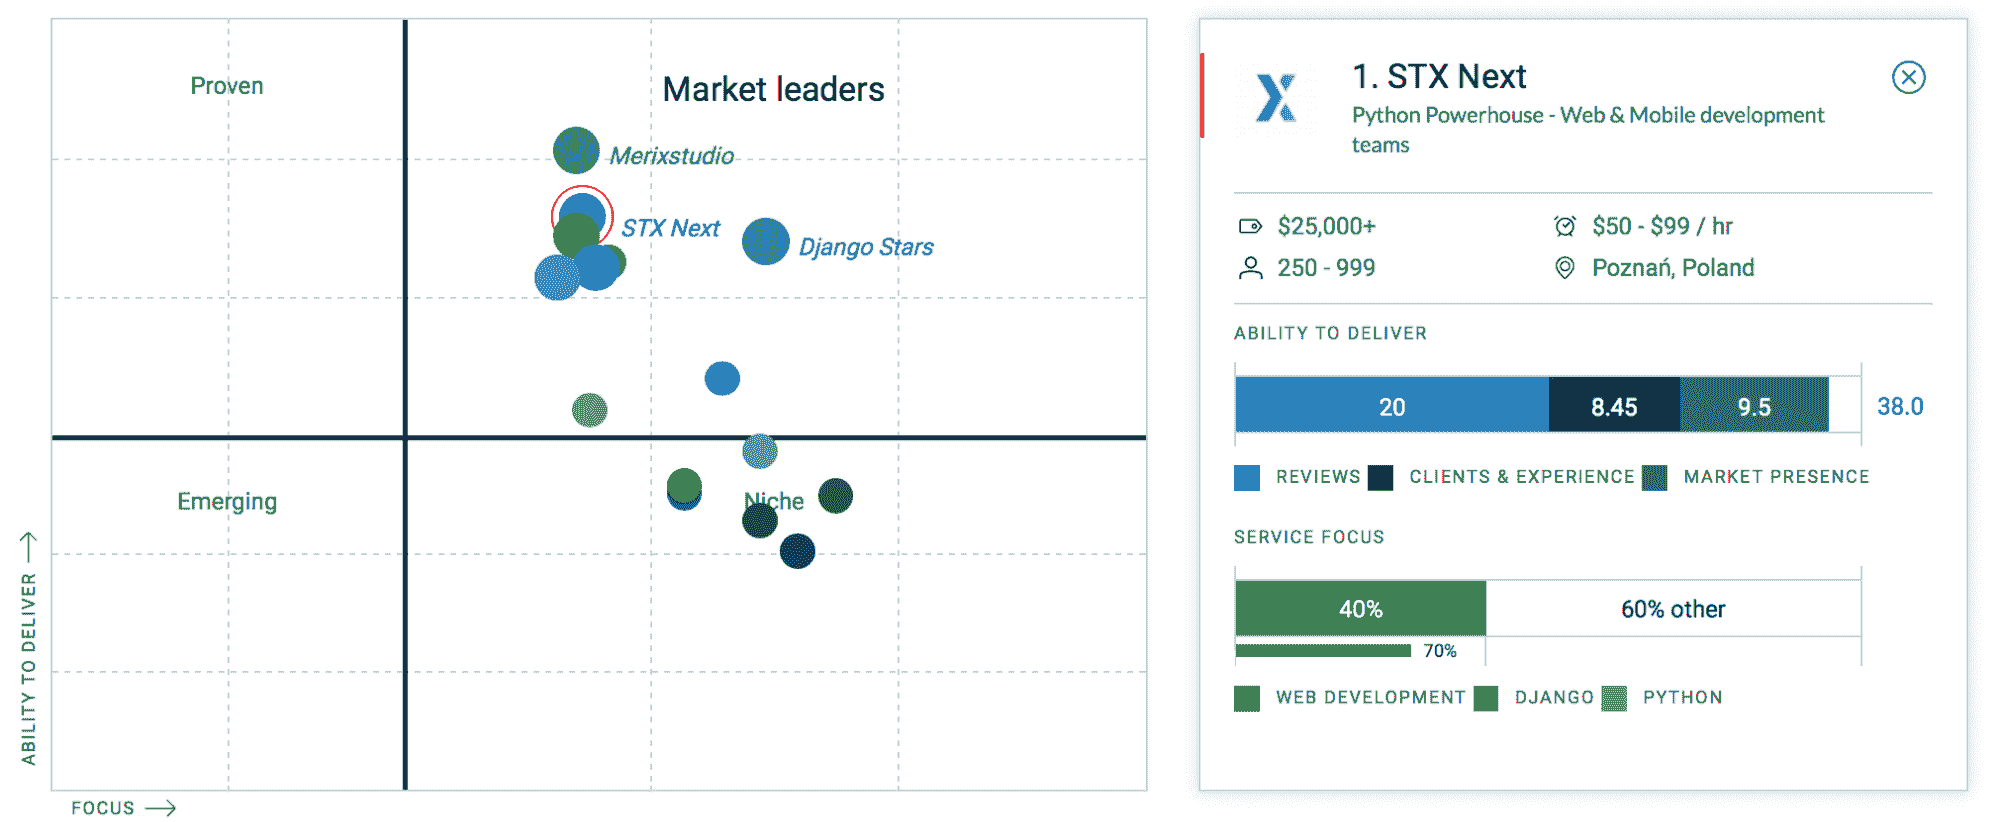 Proven
Market leaders
Merixstudio
STX Next
Django Stars
Emerging
Niche
ABILITY TO DELIVER
FOCUS
1. STX Next
Python Powerhouse - Web & Mobile development
teams
$25,000+
$50 - $99 / hr
250 - 999
Poznań, Poland
ABILITY TO DELIVER
20
8.45
9.5
38.0
REVIEWS
CLIENTS & EXPERIENCE
MARKET PRESENCE
SERVICE FOCUS
40%
60% other
70%
WEB DEVELOPMENT
DJANGO
PYTHON